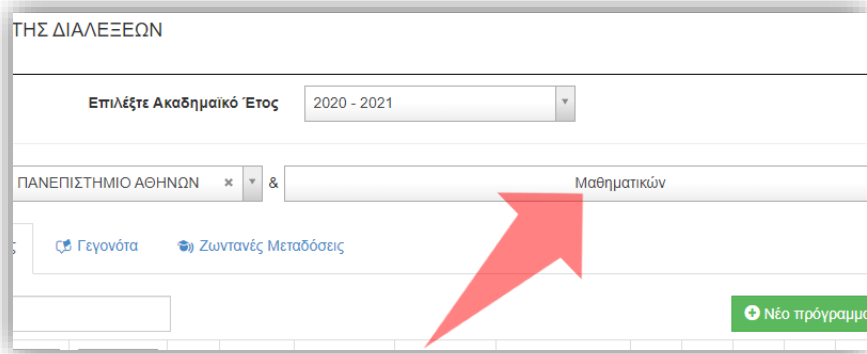 ΤΗΣ ΔΙΑΛΕΞΕΩΝ
Επιλέξτε Ακαδημαϊκό Έτος 2020 - 2021
ΠΑΝΕΠΙΣΤΗΜΙΟ ΑΘΗΝΩΝ × & Μαθηματικών
ς Γεγονότα Ζωντανές Μεταδόσεις
Νέο πρόγραμμα